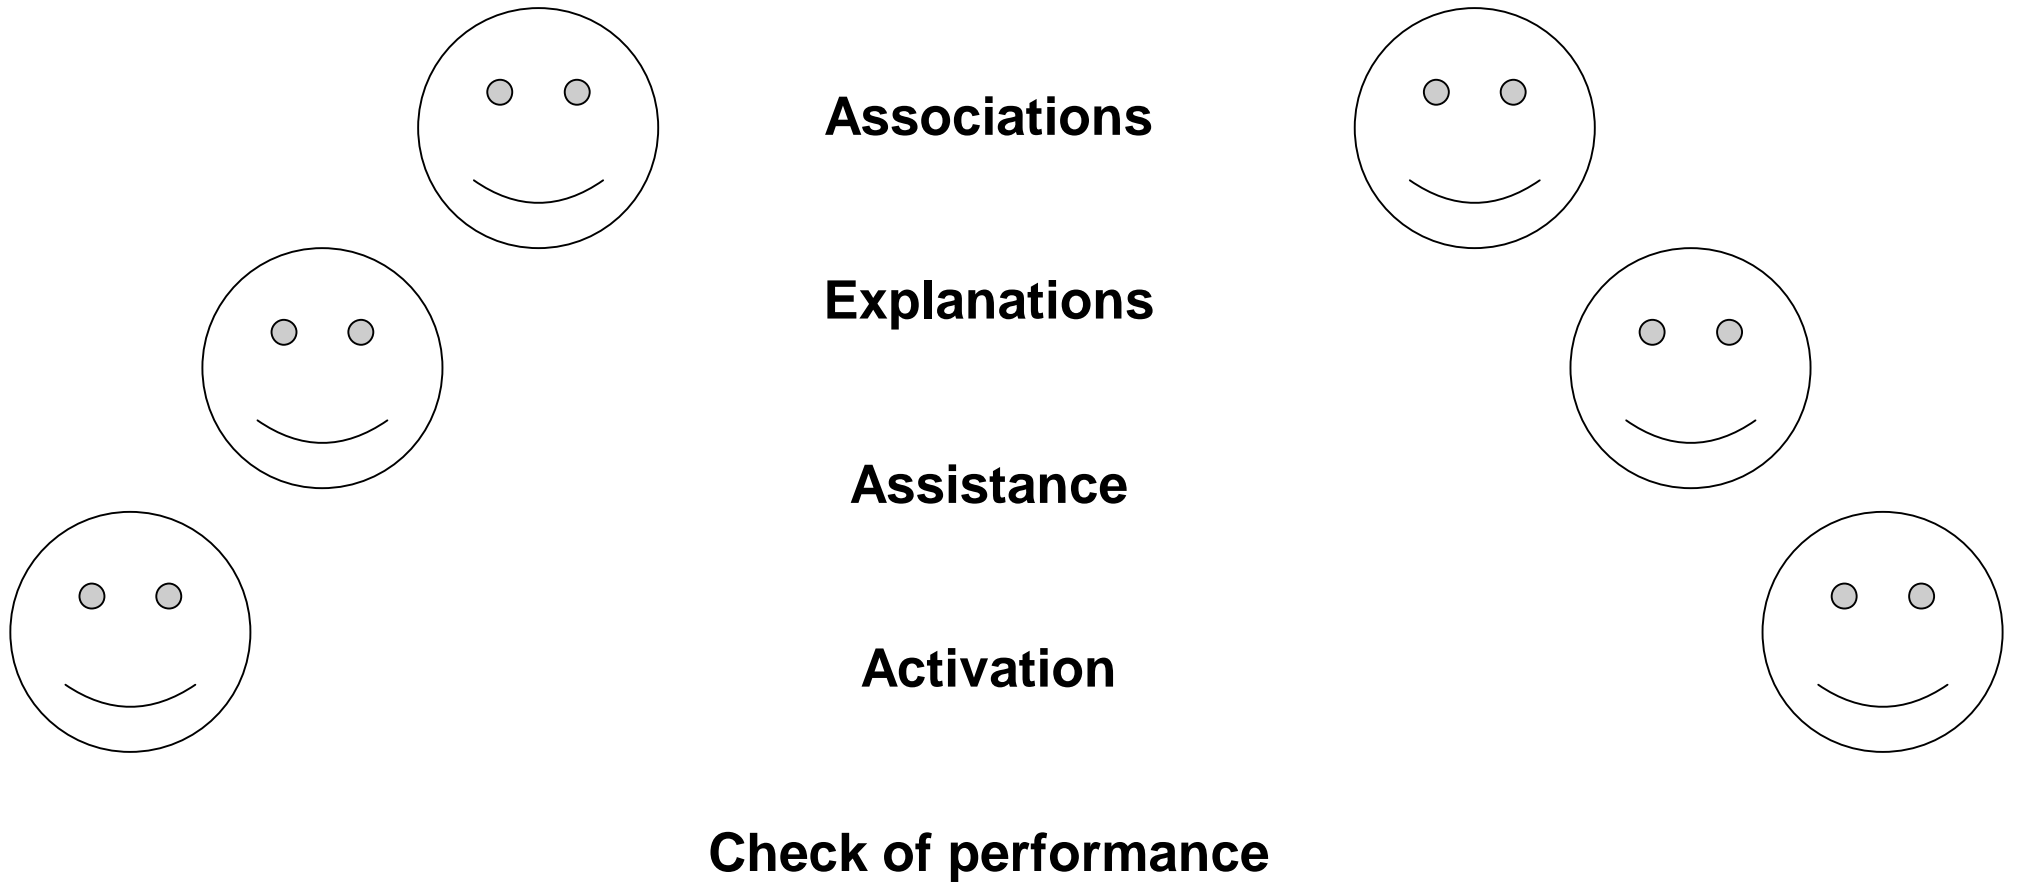 Associations
Explanations
Assistance
Activation
Check of performance